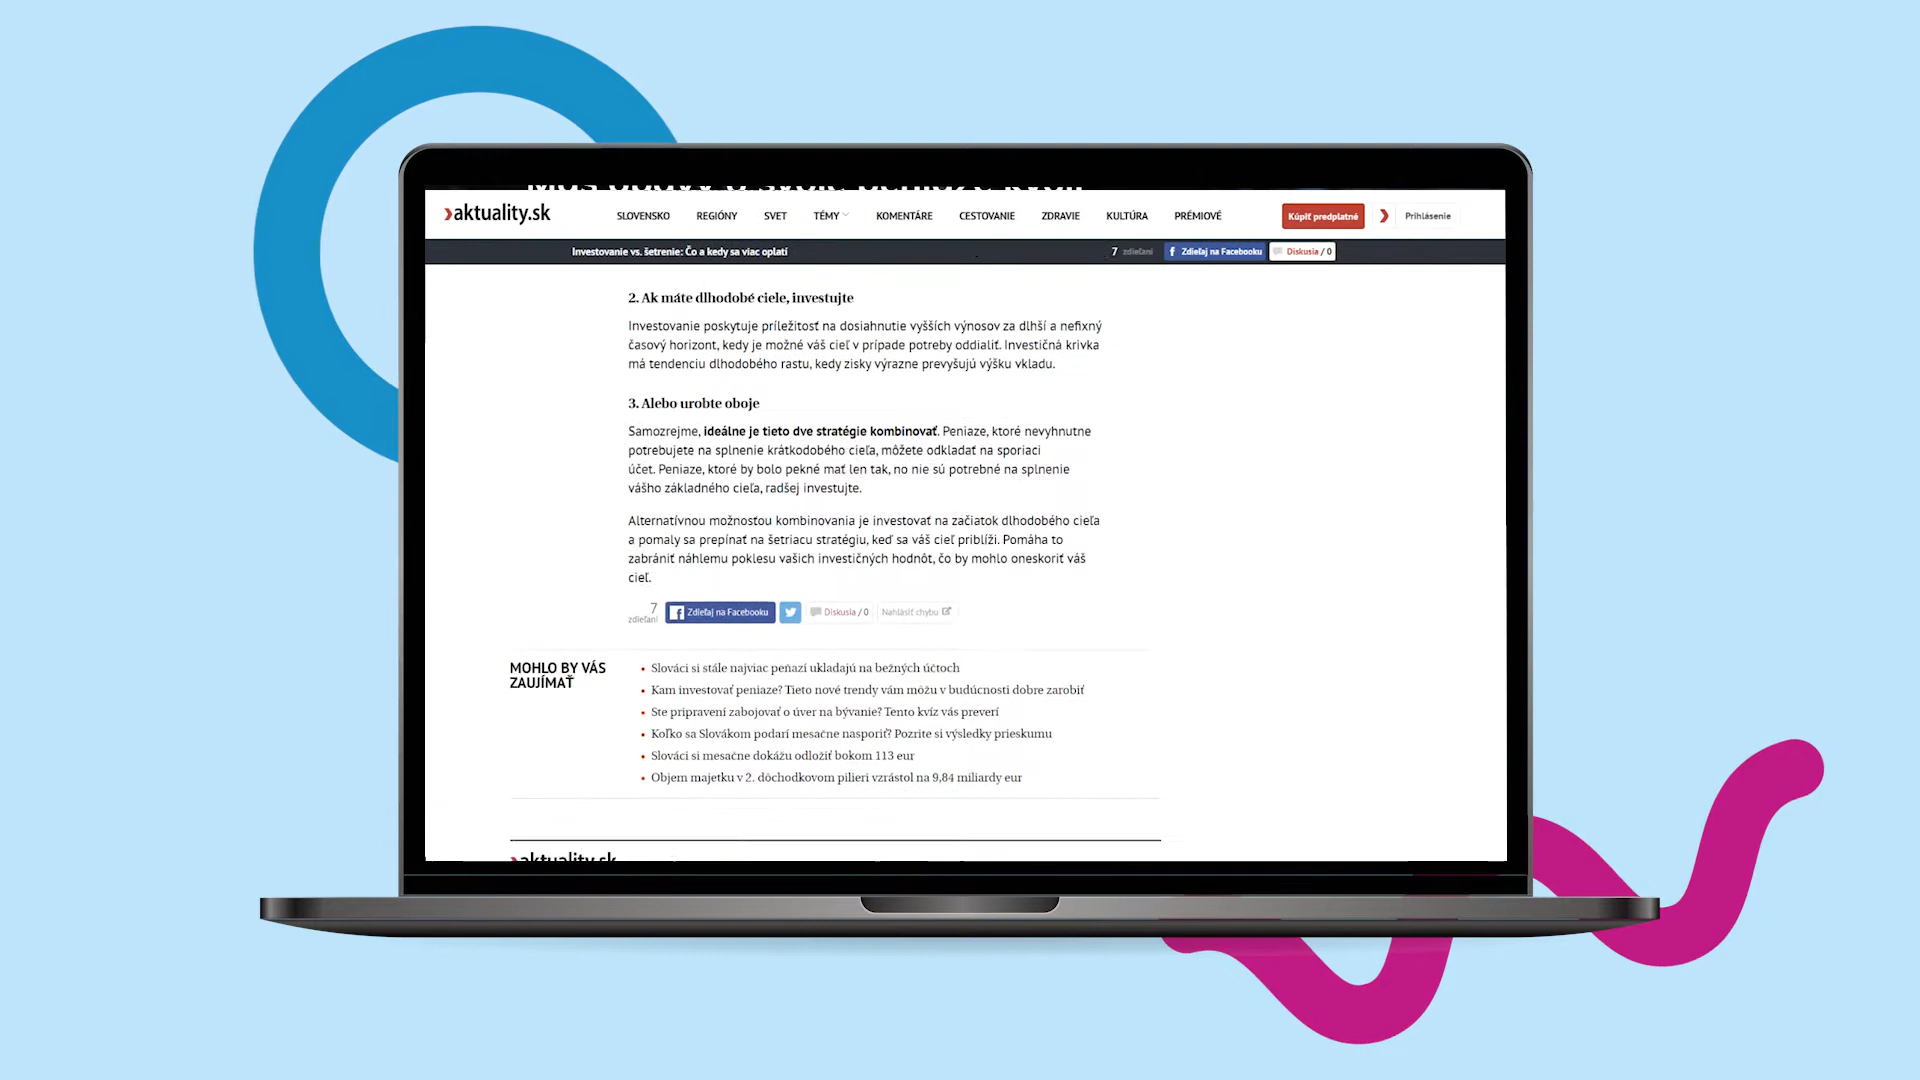 aktuality.sk
SLOVENSKO REGIÓNY SVET TÉMY KOMENTÁRE CESTOVANIE ZDRAVIE KULTÚRA PRÉMIOVÉ
Kúpiť predplatné Prihlásenie
Investovanie vs. šetrenie: Čo a kedy sa viac oplatí
7 zdieľaní Zdieľaj na Facebooku Diskusia / 0
2. Ak máte dlhodobé ciele, investujte
Investovanie poskytuje príležitosť na dosiahnutie vyšších výnosov za dlhší a nefixný
časový horizont, kedy je možné váš cieľ v prípade potreby oddialiť. Investičná krivka
má tendenciu dlhodobého rastu, kedy zisky výrazne prevyšujú výšku vkladu.
3. Alebo urobte oboje
Samozrejme, ideálne je tieto dve stratégie kombinovať. Peniaze, ktoré nevyhnutne
potrebujete na splnenie krátkodobého cieľa, môžete odkladať na sporiaci
účet. Peniaze, ktoré by bolo pekné mať len tak, no nie sú potrebné na splnenie
vášho základného cieľa, radšej investujte.
Alternatívnou možnosťou kombinovania je investovať na začiatok dlhodobého cieľa
a pomaly sa prepínať na šetriacu stratégiu, keď sa váš cieľ priblíži. Pomáha to
zabrániť náhlemu poklesu vašich investičných hodnôt, čo by mohlo oneskoriť váš
cieľ.
7
zdieľaní
Zdieľaj na Facebooku Diskusia / 0 Nahlásiť chybu
MOHLO BY VÁS
ZAUJÍMAŤ
• Slováci si stále najviac peňazí ukladajú na bežných účtoch
• Kam investovať peniaze? Tieto nové trendy vám môžu v budúcnosti dobre zarobiť
• Ste pripravení zabojovať o úver na bývanie? Tento kvíz vás preverí
• Koľko sa Slovákom podarí mesačne nasporiť? Pozrite si výsledky prieskumu
• Slováci si mesačne dokážu odložiť bokom 113 eur
• Objem majetku v 2. dôchodkovom pilieri vzrástol na 9,84 miliardy eur
aktuality.sk